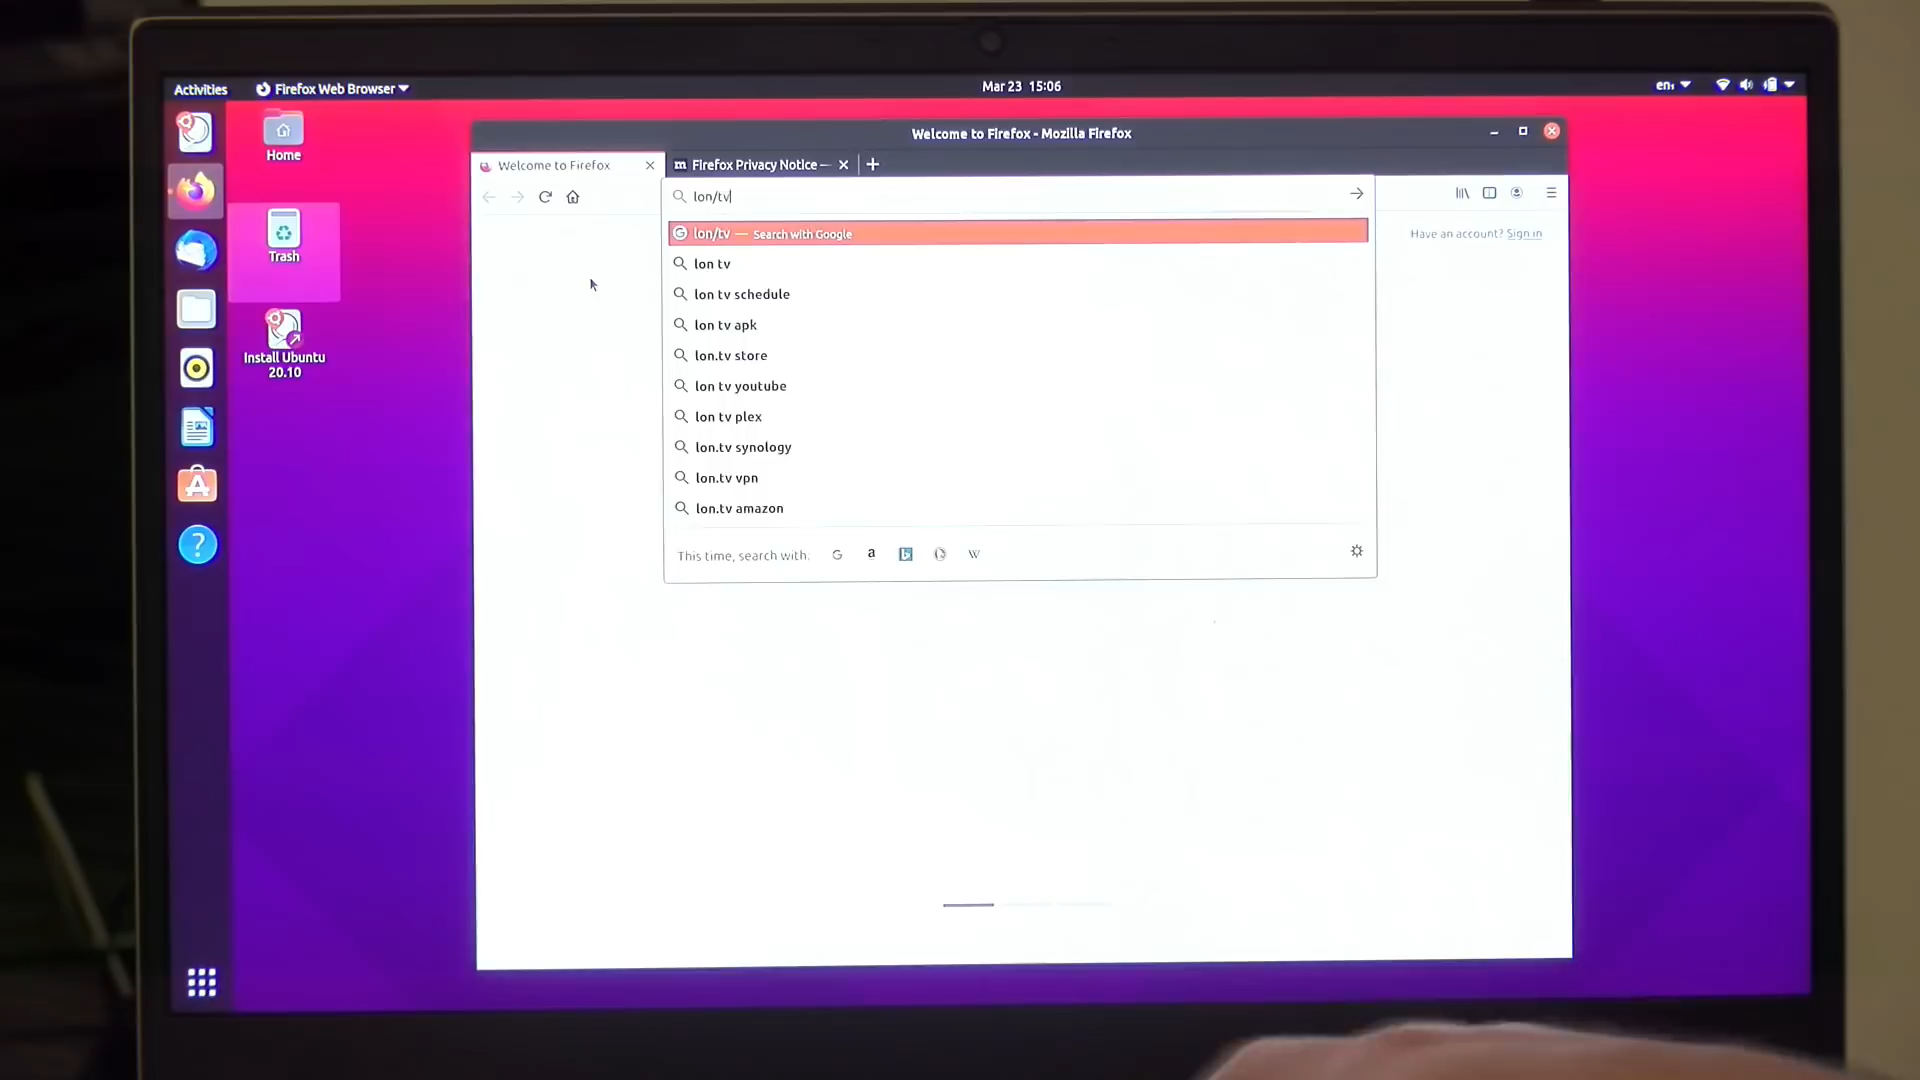 Activities
Firefox Web Browser
Mar 23 15:06
en₁
Home
Trash
Install Ubuntu
20.10
Welcome to Firefox - Mozilla Firefox
Welcome to Firefox
Firefox Privacy Notice —
lon/tv
lon/tv — Search with Google
lon tv
lon tv schedule
lon tv apk
lon.tv store
lon tv youtube
lon tv plex
lon.tv synology
lon.tv vpn
lon.tv amazon
This time, search with:
Have an account? Sign in